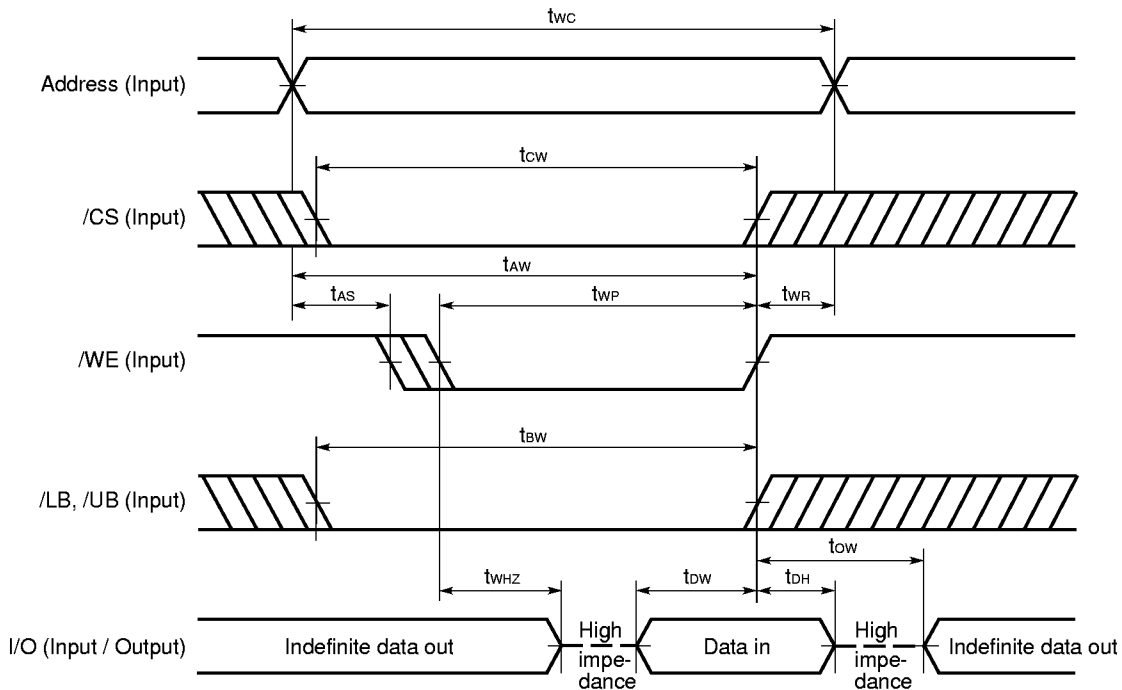 tWC
Address (Input)
tCW
/CS (Input)
tAW
tAS
tWP
tWR
/WE (Input)
tBW
/LB, /UB (Input)
tOW
tWHZ
tDW
tDH
I/O (Input / Output)
Indefinite data out
High
impe-
dance
Data in
High
impe-
dance
Indefinite data out